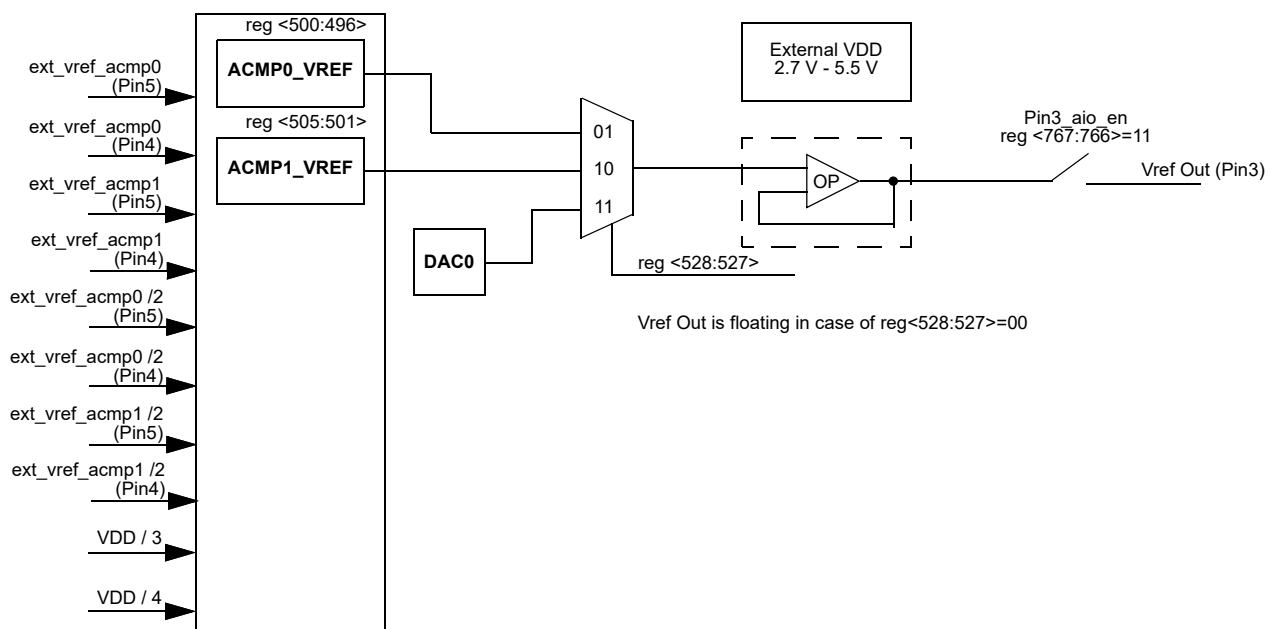 reg <500:496>
ACMP0_VREF
reg <505:501>
ACMP1_VREF
ext_vref_acmp0
(Pin5)
ext_vref_acmp0
(Pin4)
ext_vref_acmp1
(Pin5)
ext_vref_acmp1
(Pin4)
ext_vref_acmp0 /2
(Pin5)
ext_vref_acmp0 /2
(Pin4)
ext_vref_acmp1 /2
(Pin5)
ext_vref_acmp1 /2
(Pin4)
VDD / 3
VDD / 4
DAC0
01
10
11
reg <528:527>
External VDD
2.7 V - 5.5 V
OP
Pin3_aio_en
reg <767:766>=11
Vref Out (Pin3)
Vref Out is floating in case of reg<528:527>=00